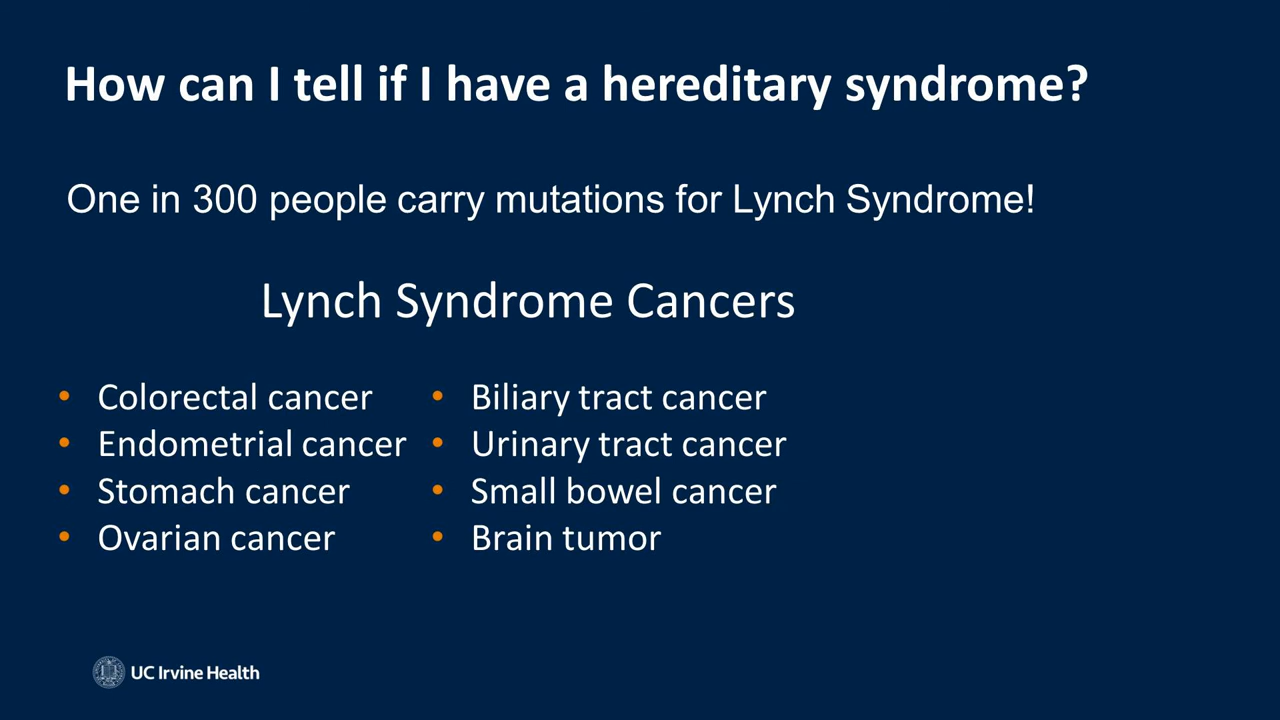 How can I tell if I have a hereditary syndrome?
One in 300 people carry mutations for Lynch Syndrome!
Lynch Syndrome Cancers
• Colorectal cancer
• Endometrial cancer
• Stomach cancer
• Ovarian cancer
• Biliary tract cancer
• Urinary tract cancer
• Small bowel cancer
• Brain tumor
UC Irvine Health